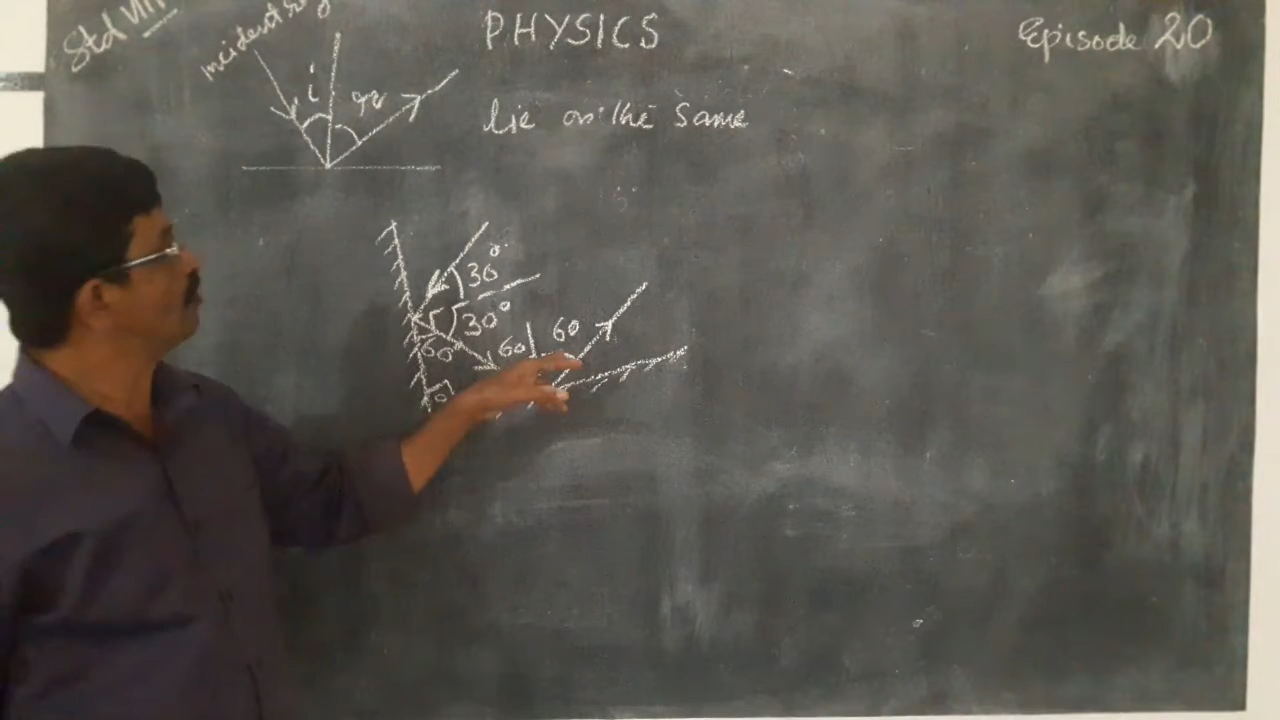 Std VIII
PHYSICS
Episode 20
incident ray
i
lie on the same
30°
30°
60
60
60